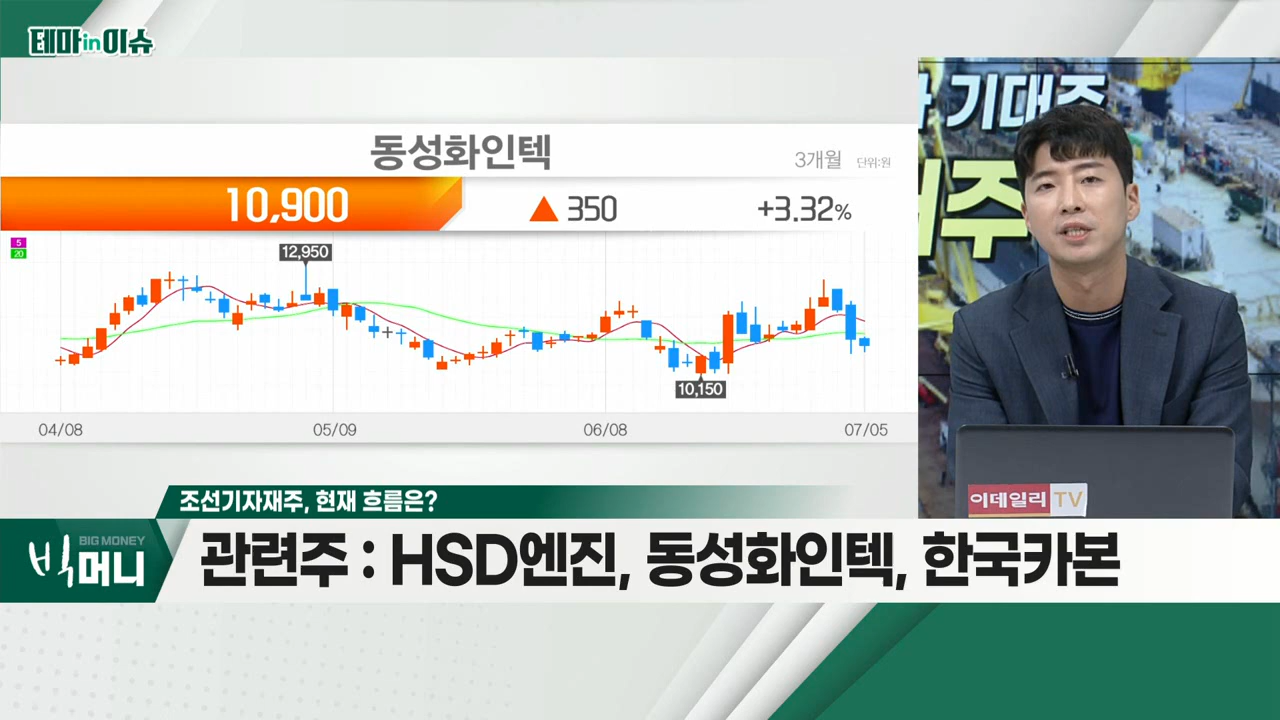 테마in이슈
동성화인텍
3개월 단위:원
10,900 ▲ 350 +3.32%
5
20
12,950
10,150
04/08 05/09 06/08 07/05
기대주
이데일리 TV
조선기자재주, 현재 흐름은?
BIG MONEY
빅머니
관련주 : HSD엔진, 동성화인텍, 한국카본